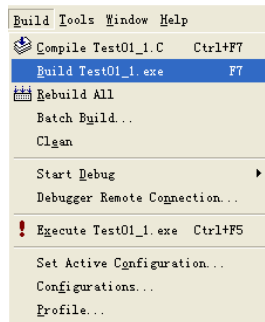 Build Tools Window Help
Compile Test01_1.C Ctrl+F7
Build Test01_1.exe F7
Rebuild All
Batch Build...
Clean
Start Debug
Debugger Remote Connection...
Execute Test01_1.exe Ctrl+F5
Set Active Configuration...
Configurations...
Profile...